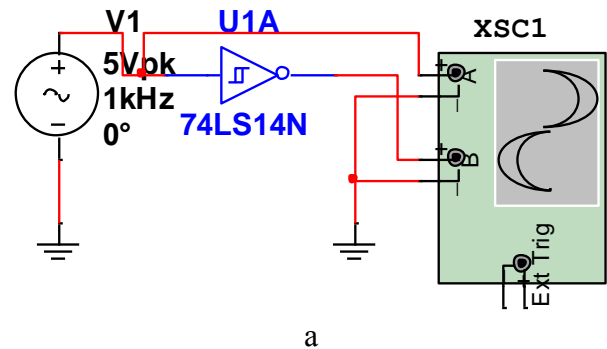 V1
U1A
XSC1
5Vpk
1kHz
0°
74LS14N
A
B
Ext Trig
a